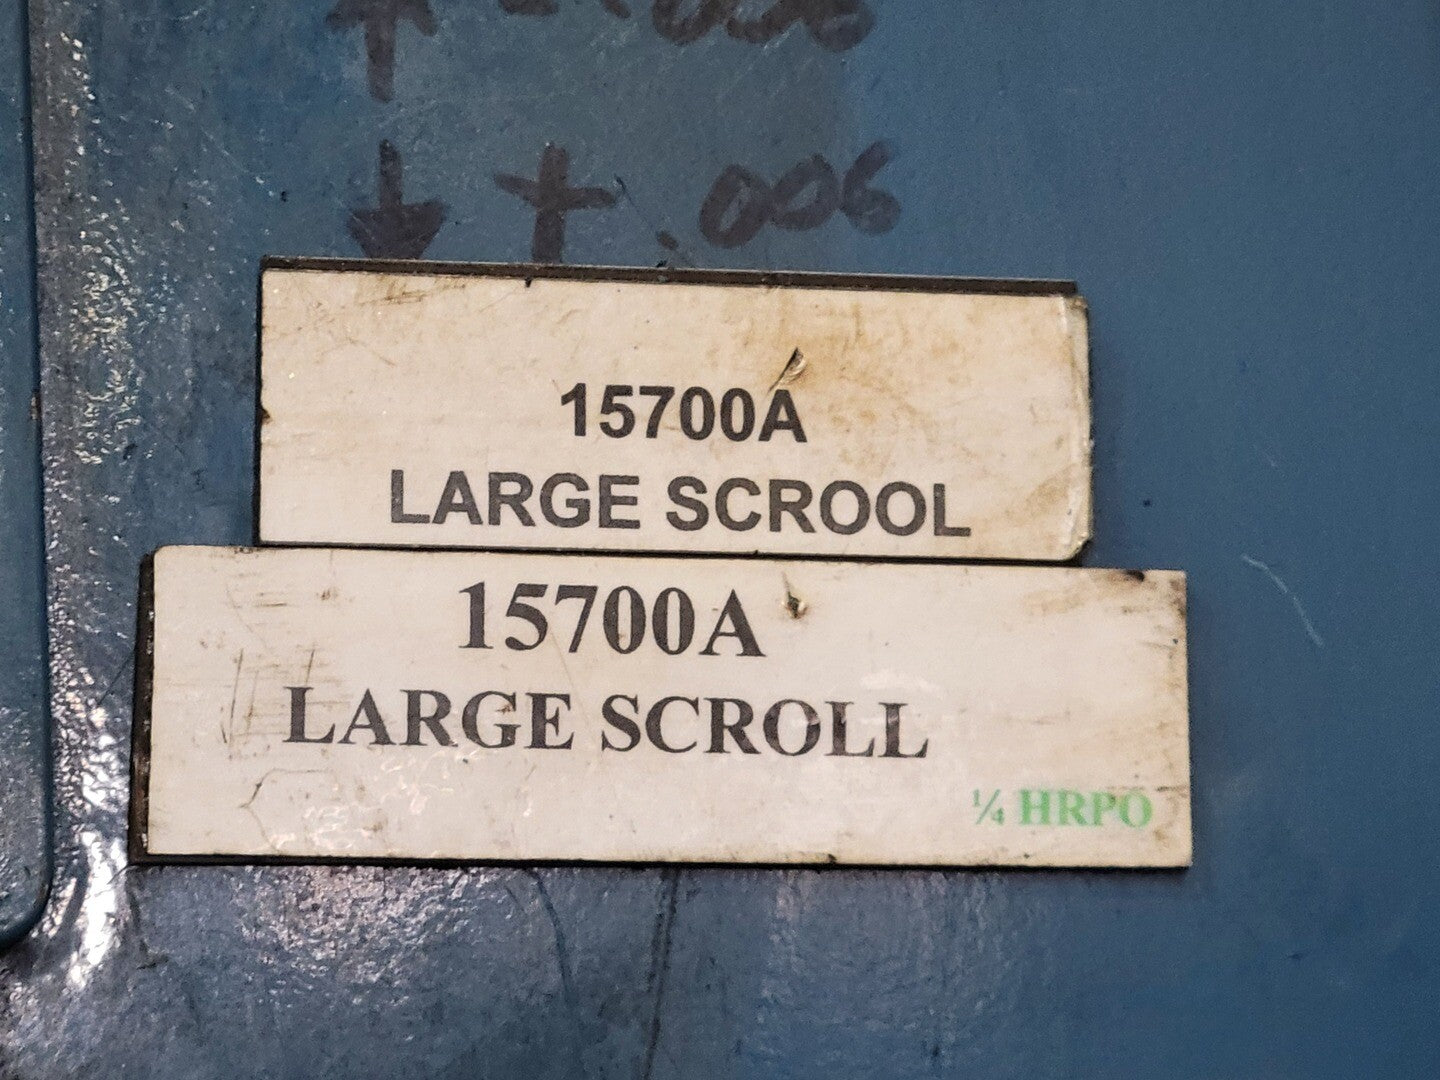 ↓ + .006
15700A
LARGE SCROOL
15700A
LARGE SCROLL
¼ HRPO